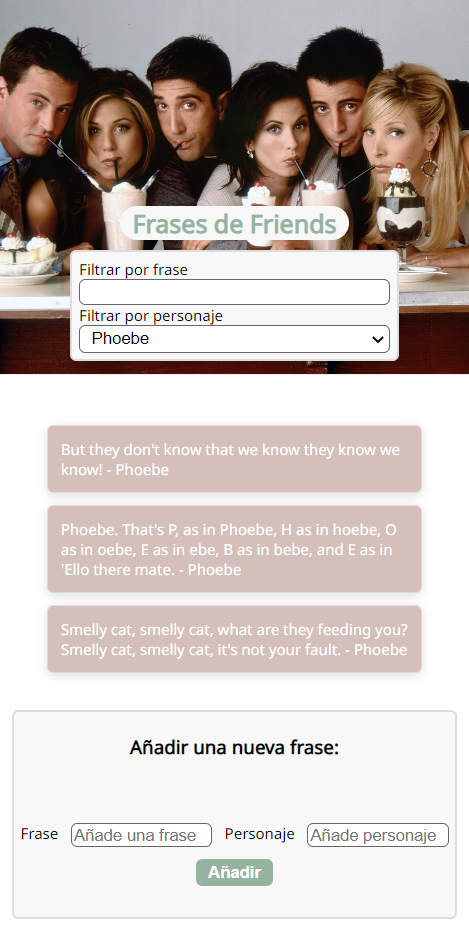 Frases de Friends
Filtrar por frase
Filtrar por personaje
Phoebe
But they don't know that we know they know we
know! - Phoebe
Phoebe. That's P, as in Phoebe, H as in hoebe, O
as in oebe, E as in ebe, B as in bebe, and E as in
'Ello there mate. - Phoebe
Smelly cat, smelly cat, what are they feeding you?
Smelly cat, smelly cat, it's not your fault. - Phoebe
Añadir una nueva frase:
Frase Añade una frase Personaje Añade personaje
Añadir